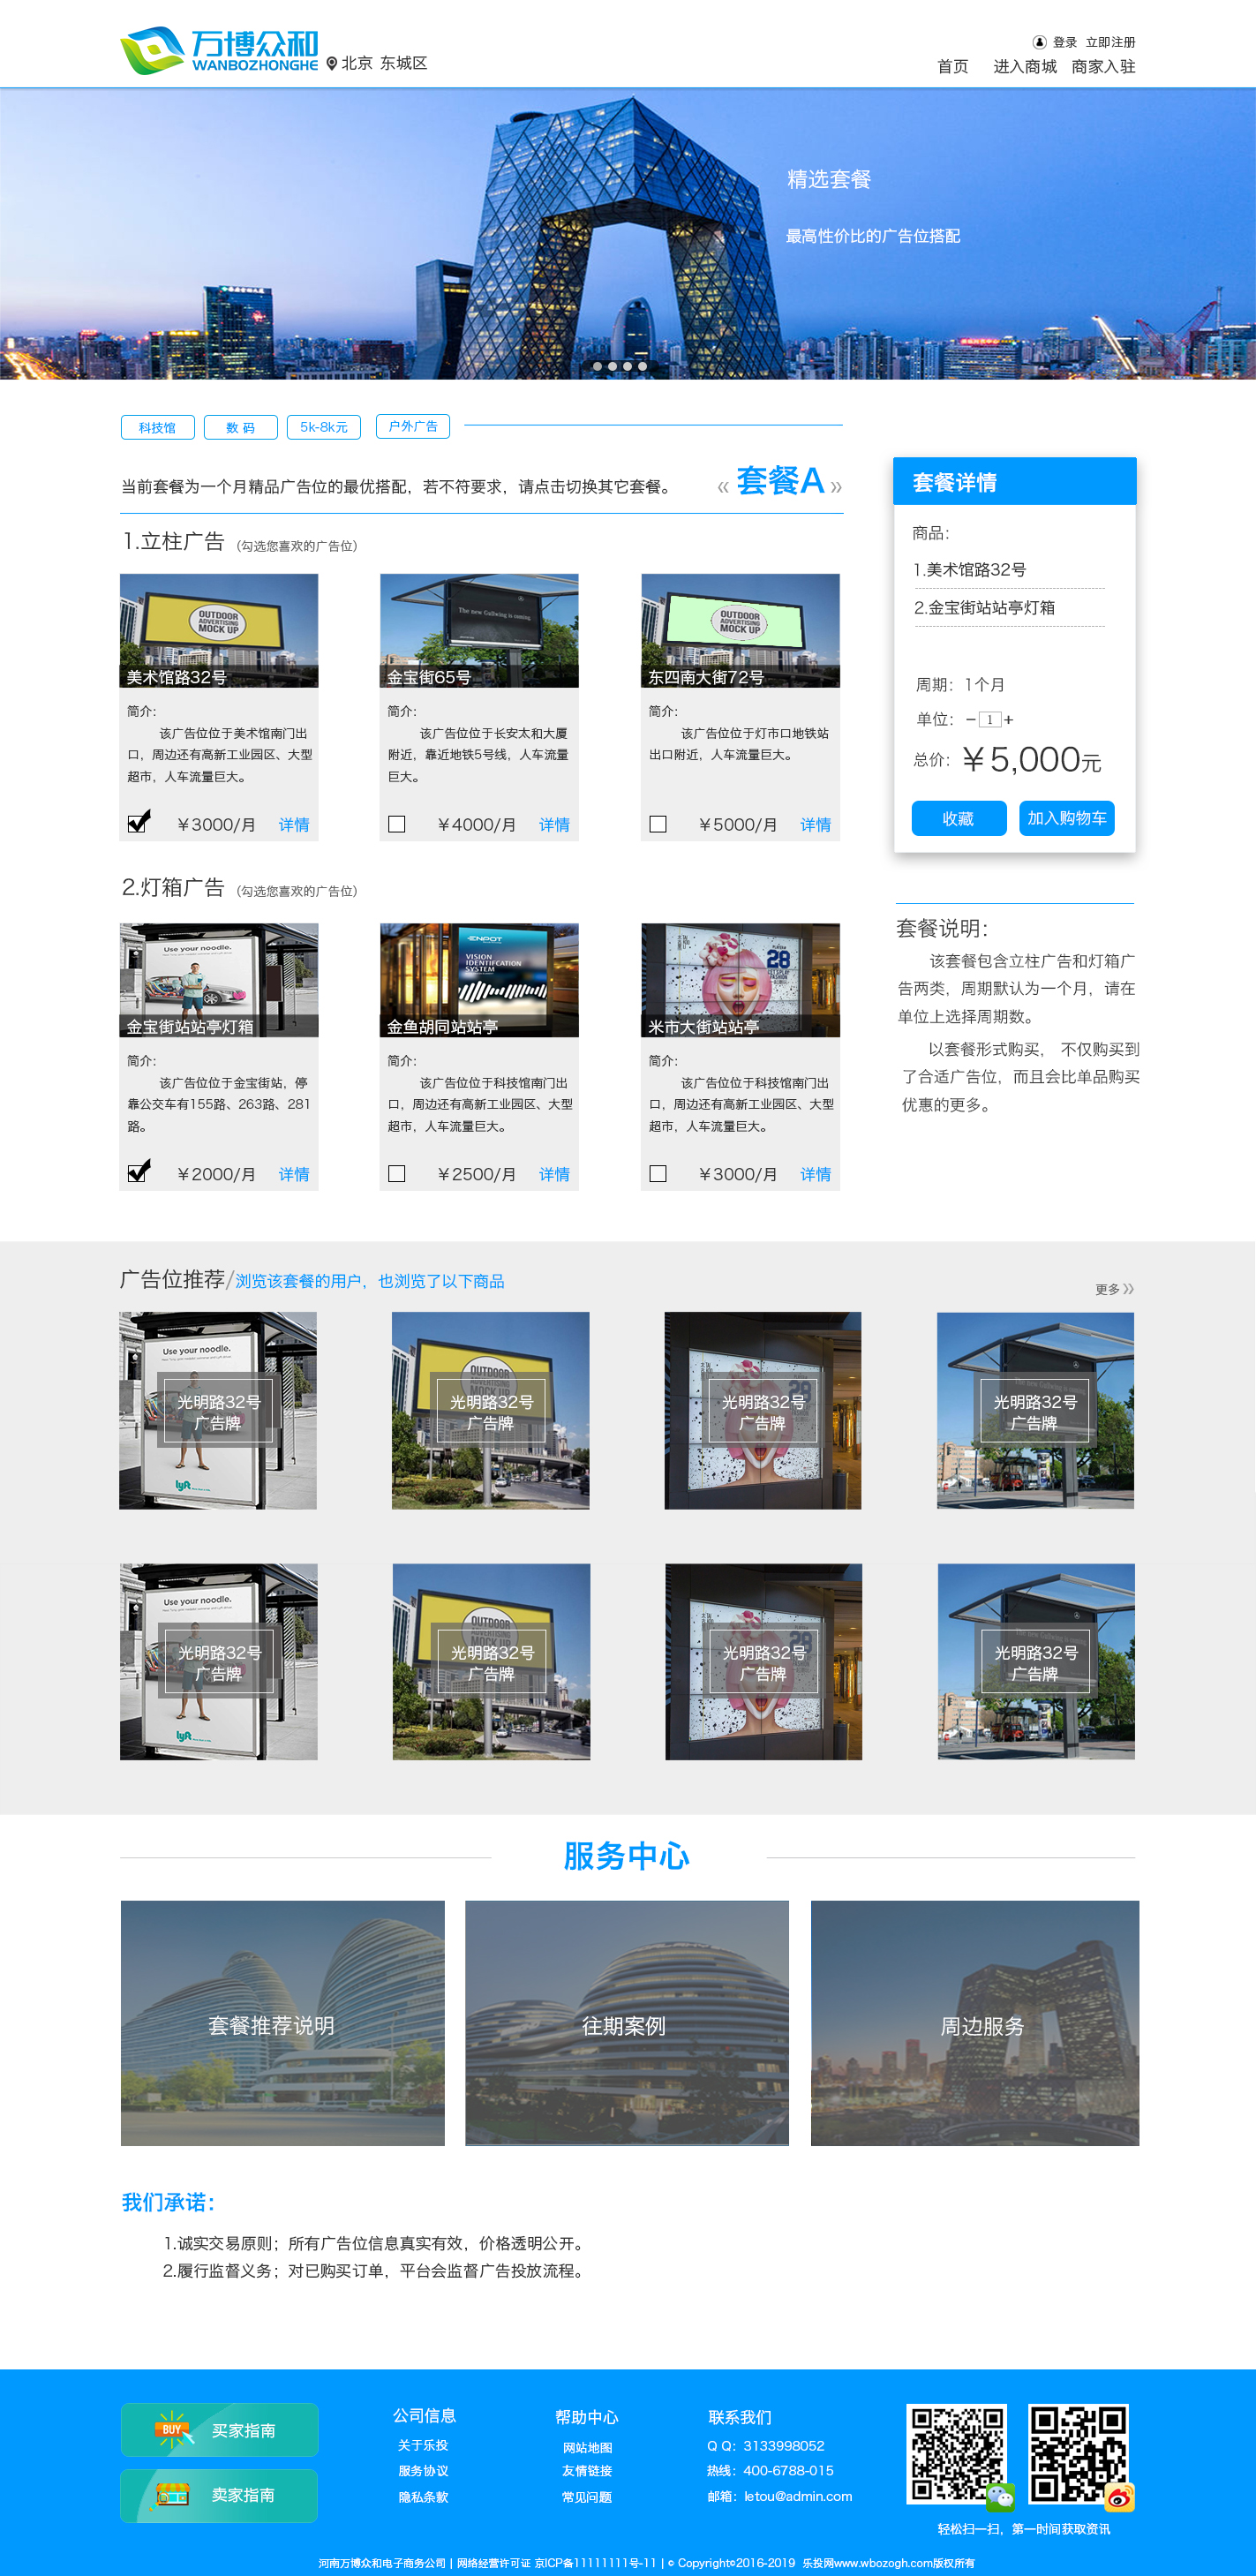 万博众和
WANBOZHONGHE
北京 东城区
登录 立即注册
首页 进入商城 商家入驻
精选套餐
最高性价比的广告位搭配
科技馆 数 码 5k-8k元 户外广告
当前套餐为一个月精品广告位的最优搭配，若不符要求，请点击切换其它套餐。
« 套餐A »
1.立柱广告 （勾选您喜欢的广告位）
OUTDOOR
ADVERTISING
MOCK UP
美术馆路32号
简介：
该广告位位于美术馆南门出
口，周边还有高新工业园区、大型
超市，人车流量巨大。
￥3000/月 详情
The new Gullwing is coming.
金宝街65号
简介：
该广告位位于长安太和大厦
附近，靠近地铁5号线，人车流量
巨大。
￥4000/月 详情
OUTDOOR
ADVERTISING
MOCK UP
东四南大街72号
简介：
该广告位位于灯市口地铁站
出口附近，人车流量巨大。
￥5000/月 详情
套餐详情
商品：
1.美术馆路32号
2.金宝街站站亭灯箱
周期：1个月
单位：－1＋
总价：￥5,000元
收藏 加入购物车
2.灯箱广告 （勾选您喜欢的广告位）
Use your noodle.
金宝街站站亭灯箱
简介：
该广告位位于金宝街站，停
靠公交车有155路、263路、281
路。
￥2000/月 详情
ENPOT
VISION
IDENTIFCATION
SYSTEM
金鱼胡同站站亭
简介：
该广告位位于科技馆南门出
口，周边还有高新工业园区、大型
超市，人车流量巨大。
￥2500/月 详情
28
米市大街站站亭
简介：
该广告位位于科技馆南门出
口，周边还有高新工业园区、大型
超市，人车流量巨大。
￥3000/月 详情
套餐说明：
该套餐包含立柱广告和灯箱广
告两类，周期默认为一个月，请在
单位上选择周期数。
以套餐形式购买， 不仅购买到
了合适广告位，而且会比单品购买
优惠的更多。
广告位推荐/浏览该套餐的用户，也浏览了以下商品
更多 »
Use your noodle.
光明路32号
广告牌
lyft
OUTDOOR
光明路32号
广告牌
光明路32号
广告牌
光明路32号
广告牌
Use your noodle.
光明路32号
广告牌
lyft
OUTDOOR
光明路32号
广告牌
光明路32号
广告牌
光明路32号
广告牌
服务中心
套餐推荐说明
往期案例
周边服务
我们承诺：
1.诚实交易原则；所有广告位信息真实有效，价格透明公开。
2.履行监督义务；对已购买订单，平台会监督广告投放流程。
BUY 买家指南
卖家指南
公司信息
关于乐投
服务协议
隐私条款
帮助中心
网站地图
友情链接
常见问题
联系我们
Q Q：3133998052
热线：400-6788-015
邮箱：letou@admin.com
轻松扫一扫，第一时间获取资讯
河南万博众和电子商务公司 | 网络经营许可证 京ICP备11111111号-11 | © Copyright©2016-2019 乐投网www.wbozogh.com版权所有